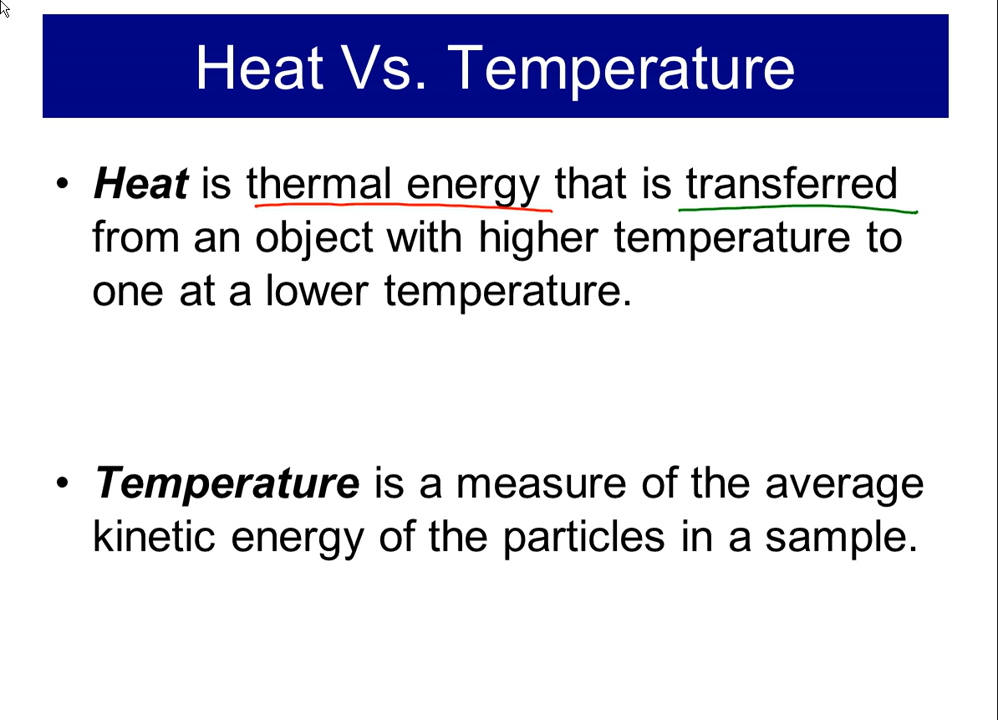 Heat Vs. Temperature
• Heat is thermal energy that is transferred
from an object with higher temperature to
one at a lower temperature.
• Temperature is a measure of the average
kinetic energy of the particles in a sample.